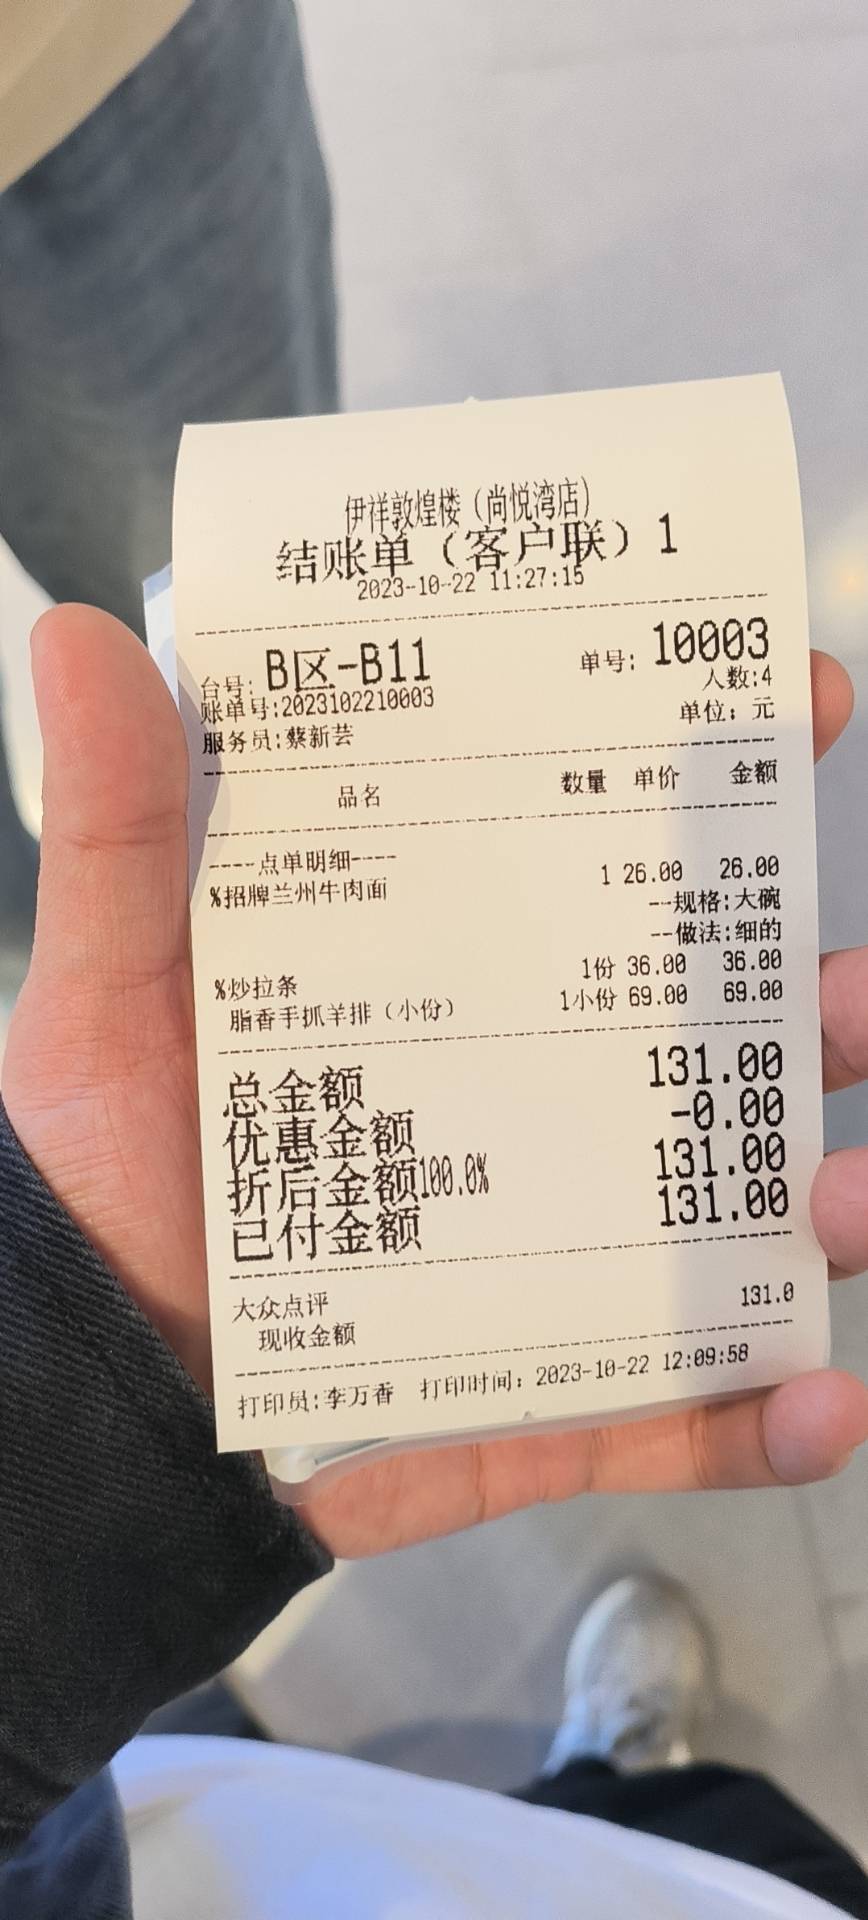 伊祥敦煌楼（尚悦湾店）
结账单（客户联）1
2023-10-22 11:27:15
台号: B区-B11 单号: 10003
账单号:2023102210003 人数:4
服务员:蔡新芸 单位: 元
品名 数量 单价 金额
----点单明细----
%招牌兰州牛肉面 1 26.00 26.00
--规格:大碗
--做法:细的
%炒拉条 1份 36.00 36.00
脂香手抓羊排（小份） 1小份 69.00 69.00
总金额 131.00
优惠金额 -0.00
折后金额100.0% 131.00
已付金额 131.00
大众点评 131.0
现收金额
打印员:李万香 打印时间: 2023-10-22 12:09:58